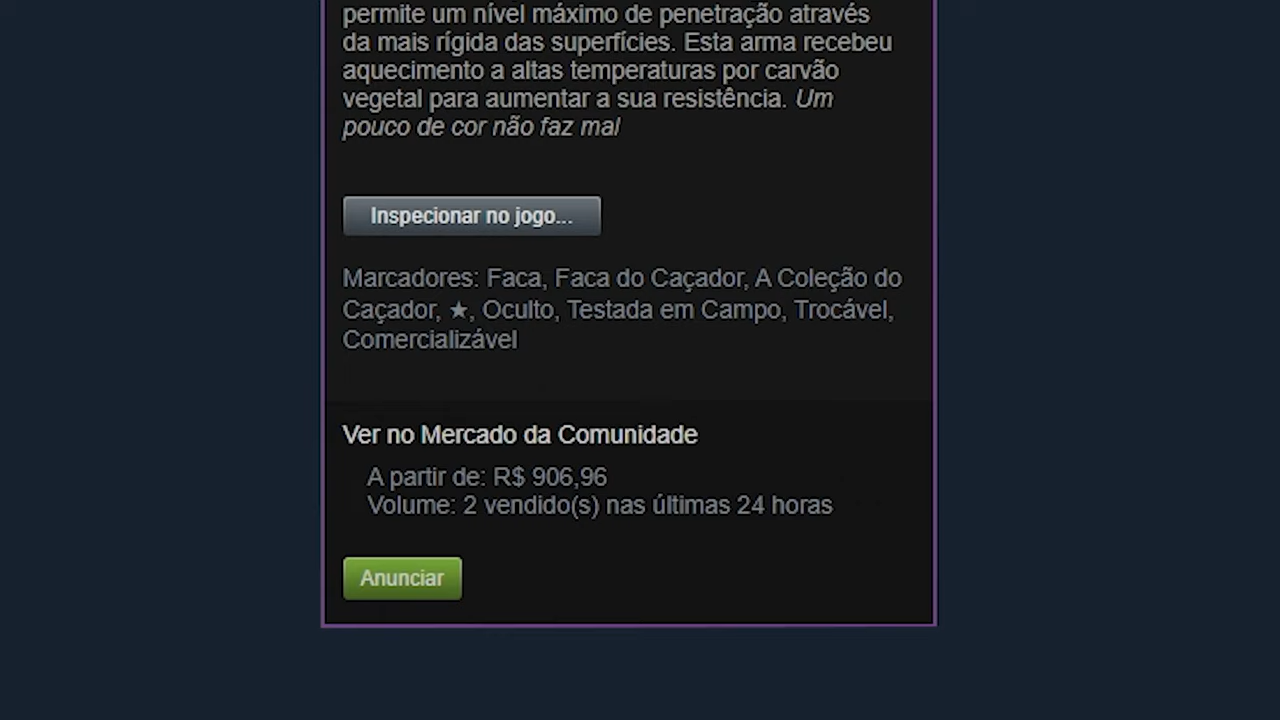 permite um nível máximo de penetração através
da mais rígida das superfícies. Esta arma recebeu
aquecimento a altas temperaturas por carvão
vegetal para aumentar a sua resistência. Um
pouco de cor não faz mal
Inspecionar no jogo...
Marcadores: Faca, Faca do Caçador, A Coleção do
Caçador, ★, Oculto, Testada em Campo, Trocável,
Comercializável
Ver no Mercado da Comunidade
A partir de: R$ 906,96
Volume: 2 vendido(s) nas últimas 24 horas
Anunciar